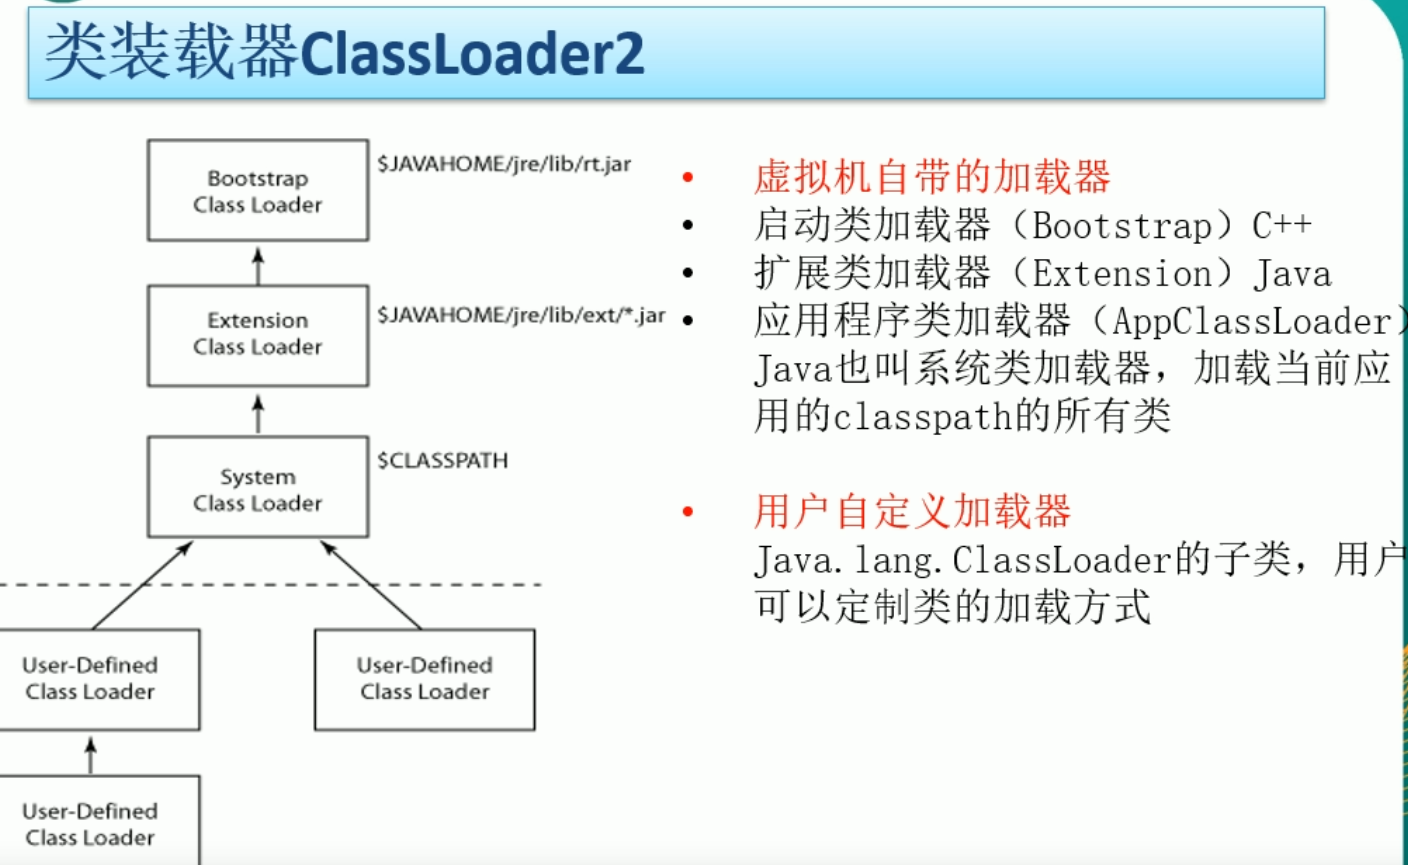 类装载器ClassLoader2
Bootstrap
Class Loader
$JAVAHOME/jre/lib/rt.jar
Extension
Class Loader
$JAVAHOME/jre/lib/ext/*.jar
System
Class Loader
$CLASSPATH
User-Defined
Class Loader
User-Defined
Class Loader
User-Defined
Class Loader
• 虚拟机自带的加载器
• 启动类加载器（Bootstrap）C++
• 扩展类加载器（Extension）Java
• 应用程序类加载器（AppClassLoader）
Java也叫系统类加载器，加载当前应
用的classpath的所有类
• 用户自定义加载器
Java.lang.ClassLoader的子类，用户
可以定制类的加载方式